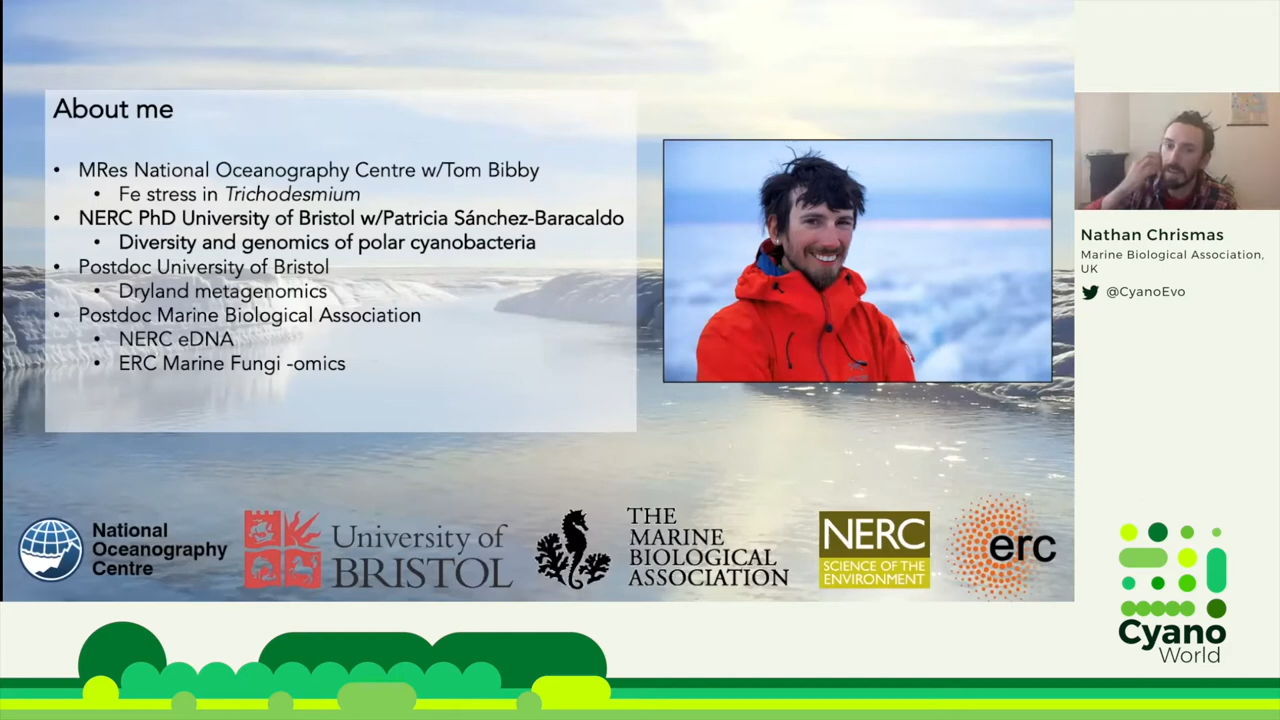 About me
• MRes National Oceanography Centre w/Tom Bibby
• Fe stress in Trichodesmium
• NERC PhD University of Bristol w/Patricia Sánchez-Baracaldo
• Diversity and genomics of polar cyanobacteria
• Postdoc University of Bristol
• Dryland metagenomics
• Postdoc Marine Biological Association
• NERC eDNA
• ERC Marine Fungi -omics
National
Oceanography
Centre
University of
BRISTOL
THE
MARINE
BIOLOGICAL
ASSOCIATION
NERC
SCIENCE OF THE
ENVIRONMENT
erc
Nathan Chrismas
Marine Biological Association,
UK
@CyanoEvo
Cyano
World